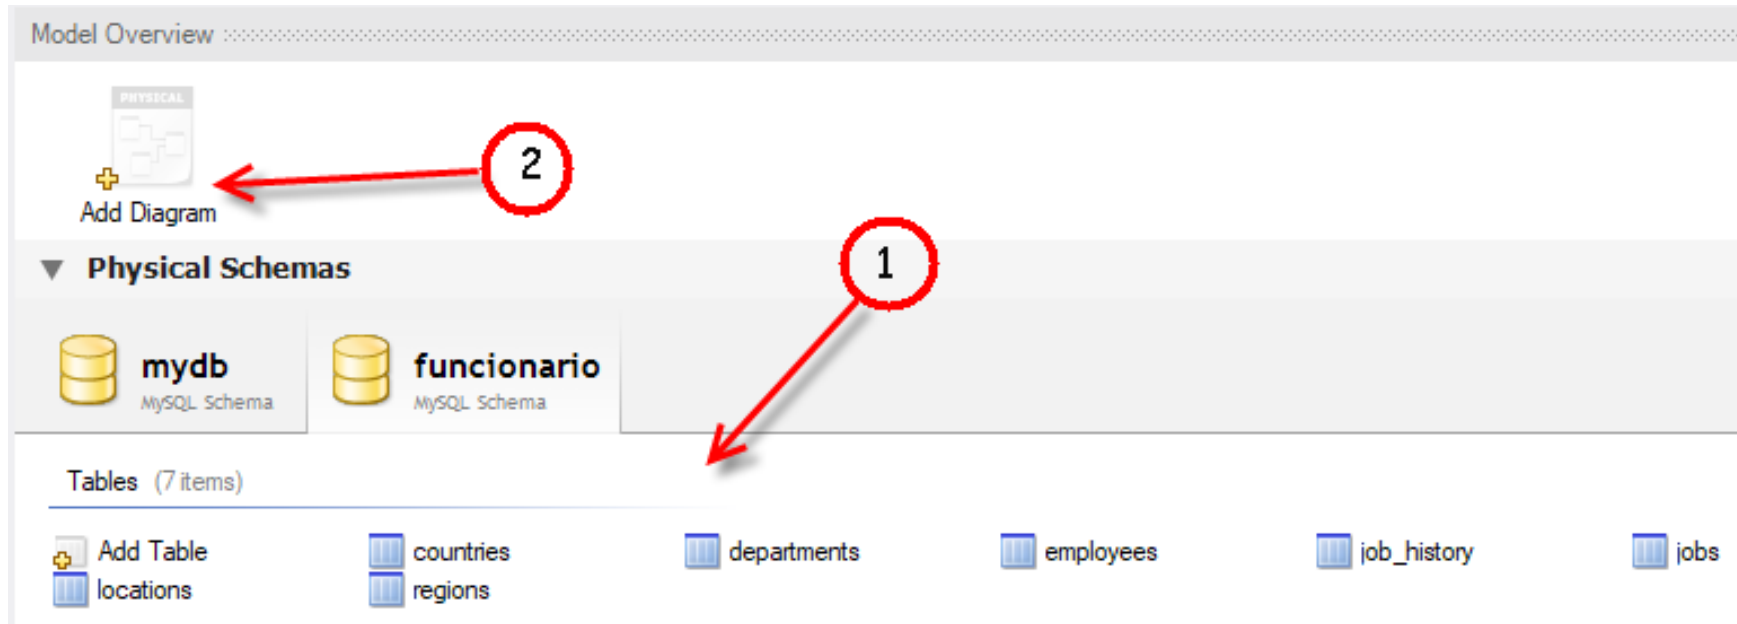 Model Overview
PHYSICAL
2
Add Diagram
1
Physical Schemas
mydb
MySQL Schema
funcionario
MySQL Schema
Tables (7 items)
Add Table countries departments employees job_history jobs
locations regions